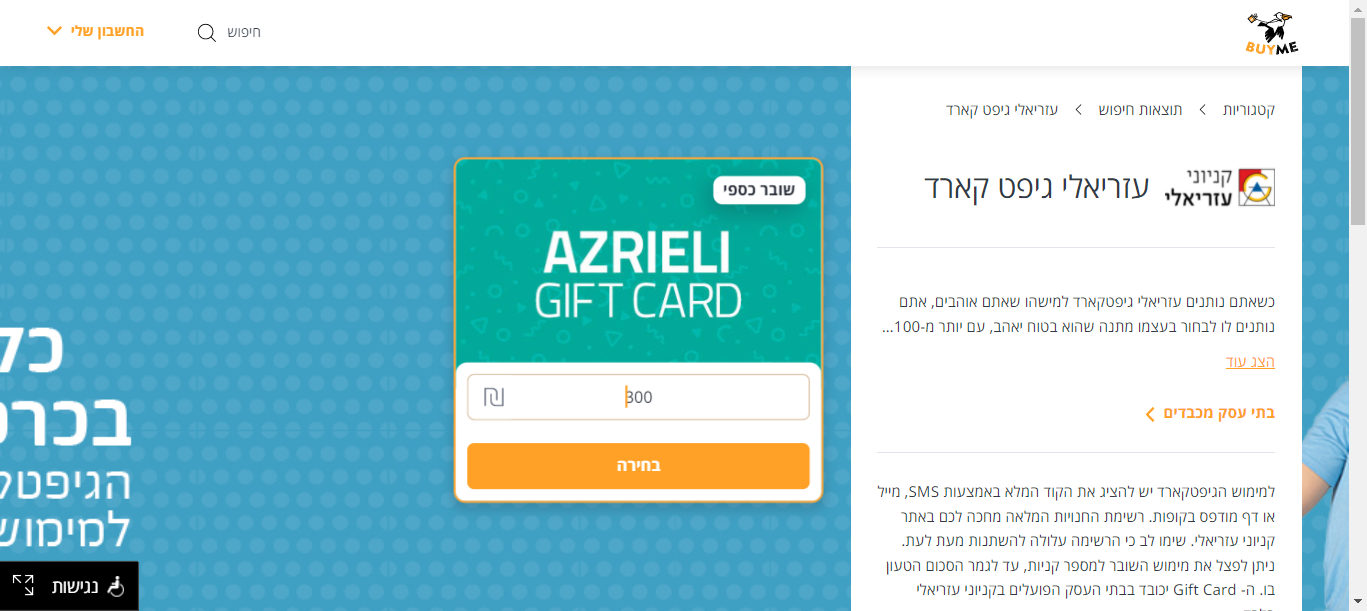 BUYME
חיפוש
החשבון שלי
קטגוריות > תוצאות חיפוש > עזריאלי גיפט קארד
קניוני
עזריאלי
עזריאלי גיפט קארד
כשאתם נותנים עזריאלי גיפטקארד למישהו שאתם אוהבים, אתם
נותנים לו לבחור בעצמו מתנה שהוא בטוח יאהב, עם יותר מ-100...
הצג עוד
בתי עסק מכבדים
למימוש הגיפטקארד יש להציג את הקוד המלא באמצעות SMS, מייל
או דף מודפס בקופות. רשימת החנויות המלאה מחכה לכם באתר
קניוני עזריאלי. שימו לב כי הרשימה עלולה להשתנות מעת לעת.
ניתן לפצל את מימוש השובר למספר קניות, עד לגמר הסכום הטעון
בו. ה- Gift Card יכובד בבתי העסק הפועלים בקניוני עזריאלי
שובר כספי
AZRIELI
GIFT CARD
300
₪
בחירה
למימוש
נגישות